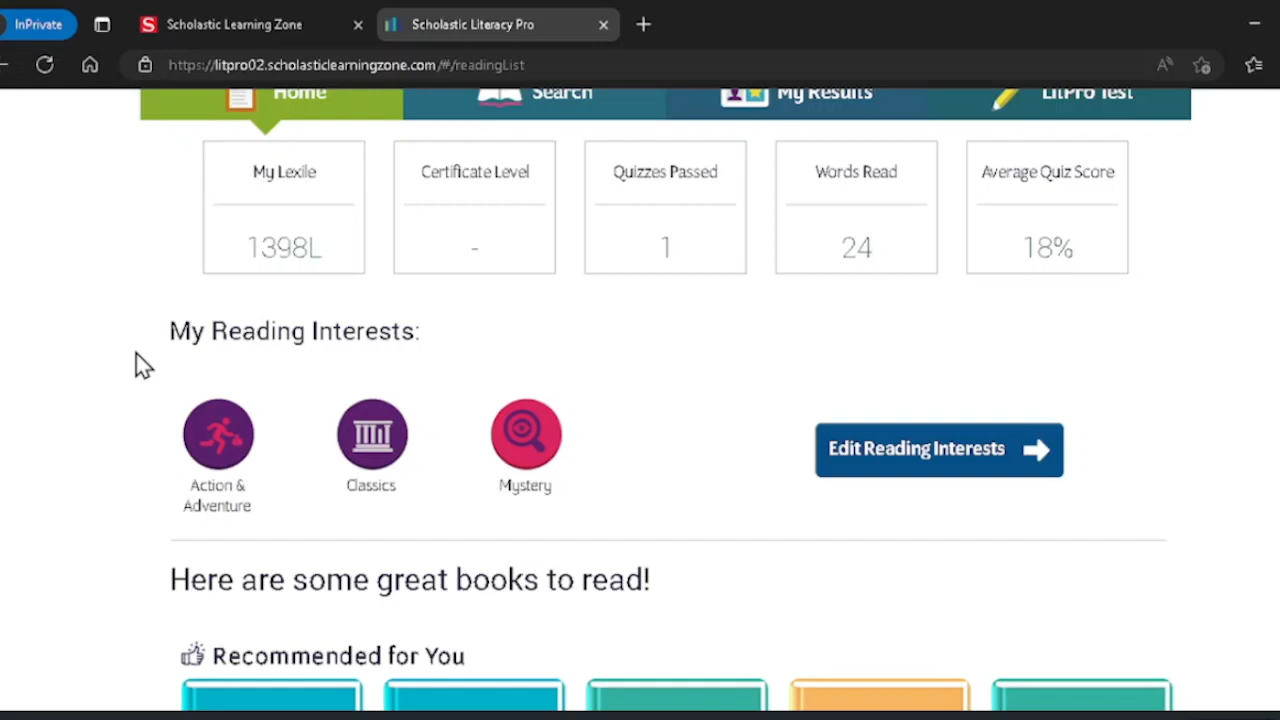 InPrivate
Scholastic Learning Zone
Scholastic Literacy Pro
https://litpro02.scholasticlearningzone.com/#/readingList
Home
Search
My Results
LitPro Test
My Lexile
Certificate Level
Quizzes Passed
Words Read
Average Quiz Score
1398L
-
1
24
18%
My Reading Interests:
Action &
Adventure
Classics
Mystery
Edit Reading Interests
Here are some great books to read!
Recommended for You